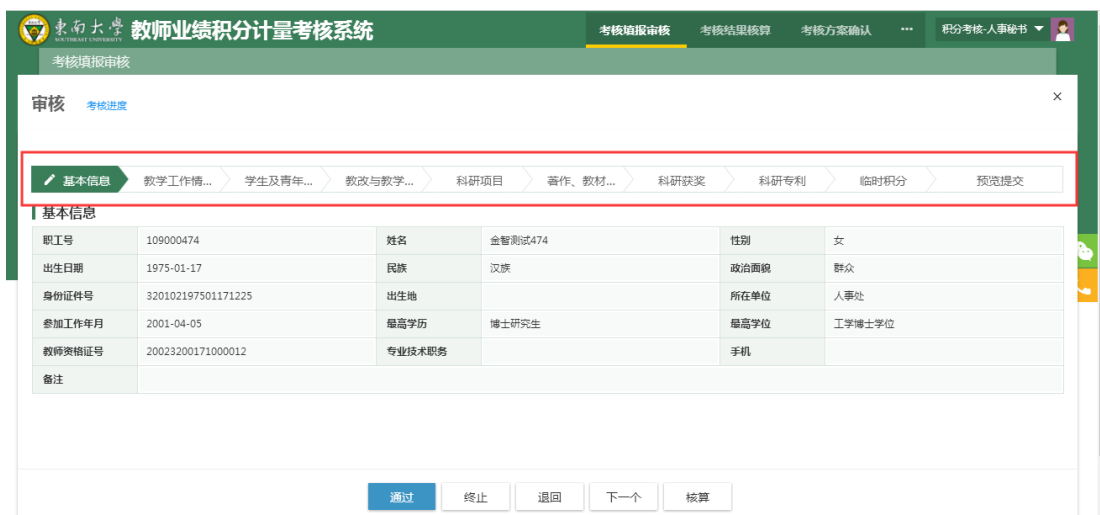 东南大学 教师业绩积分计量考核系统 考核填报审核 考核结果核算 考核方案确认 ··· 积分考核-人事秘书
SOUTHEAST UNIVERSITY
考核填报审核
审核 考核进度 ×
基本信息 教学工作情... 学生及青年... 教改与教学... 科研项目 著作、教材... 科研获奖 科研专利 临时积分 预览提交
基本信息
职工号 109000474 姓名 金智测试474 性别 女
出生日期 1975-01-17 民族 汉族 政治面貌 群众
身份证件号 320102197501171225 出生地 所在单位 人事处
参加工作年月 2001-04-05 最高学历 博士研究生 最高学位 工学博士学位
教师资格证号 20023200171000012 专业技术职务 手机
备注
通过 终止 退回 下一个 核算